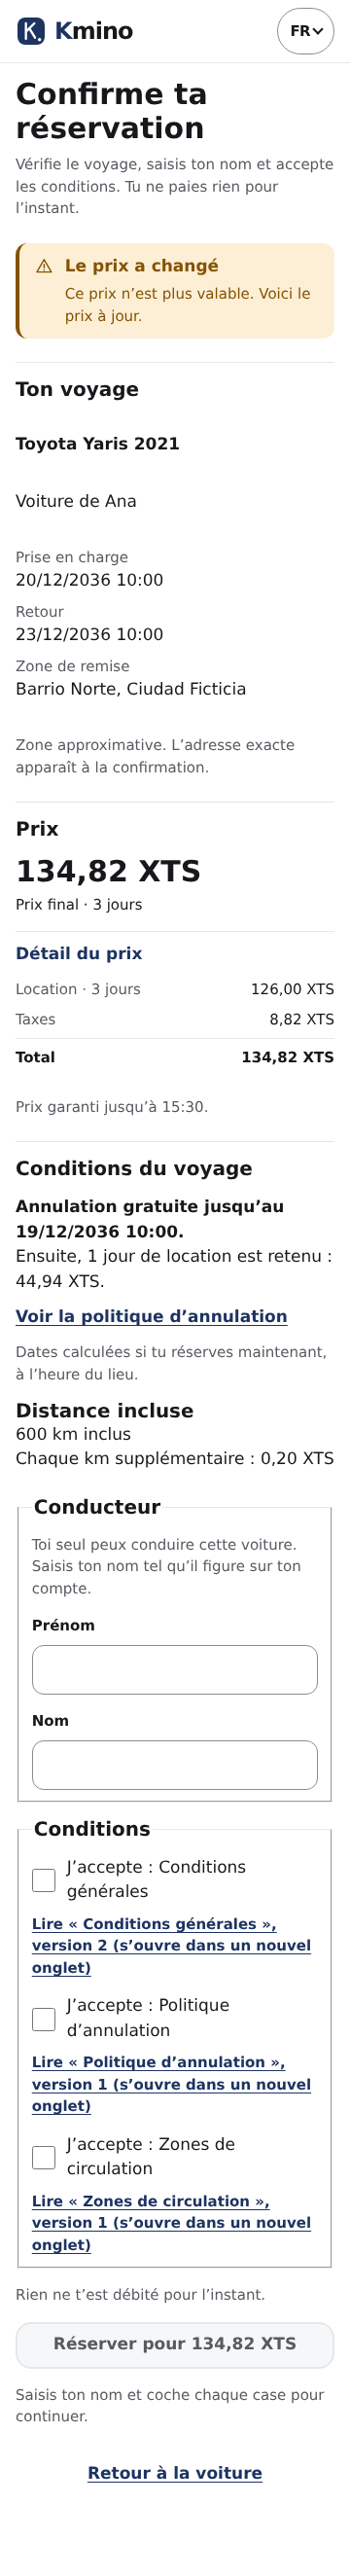 Kmino
FR
Confirme ta
réservation
Vérifie le voyage, saisis ton nom et accepte
les conditions. Tu ne paies rien pour
l’instant.
Le prix a changé
Ce prix n’est plus valable. Voici le
prix à jour.
Ton voyage
Toyota Yaris 2021
Voiture de Ana
Prise en charge
20/12/2036 10:00
Retour
23/12/2036 10:00
Zone de remise
Barrio Norte, Ciudad Ficticia
Zone approximative. L’adresse exacte
apparaît à la confirmation.
Prix
134,82 XTS
Prix final · 3 jours
Détail du prix
Location · 3 jours 126,00 XTS
Taxes 8,82 XTS
Total 134,82 XTS
Prix garanti jusqu’à 15:30.
Conditions du voyage
Annulation gratuite jusqu’au
19/12/2036 10:00.
Ensuite, 1 jour de location est retenu :
44,94 XTS.
Voir la politique d’annulation
Dates calculées si tu réserves maintenant,
à l’heure du lieu.
Distance incluse
600 km inclus
Chaque km supplémentaire : 0,20 XTS
Conducteur
Toi seul peux conduire cette voiture.
Saisis ton nom tel qu’il figure sur ton
compte.
Prénom
Nom
Conditions
J’accepte : Conditions
générales
Lire « Conditions générales »,
version 2 (s’ouvre dans un nouvel
onglet)
J’accepte : Politique
d’annulation
Lire « Politique d’annulation »,
version 1 (s’ouvre dans un nouvel
onglet)
J’accepte : Zones de
circulation
Lire « Zones de circulation »,
version 1 (s’ouvre dans un nouvel
onglet)
Rien ne t’est débité pour l’instant.
Réserver pour 134,82 XTS
Saisis ton nom et coche chaque case pour
continuer.
Retour à la voiture